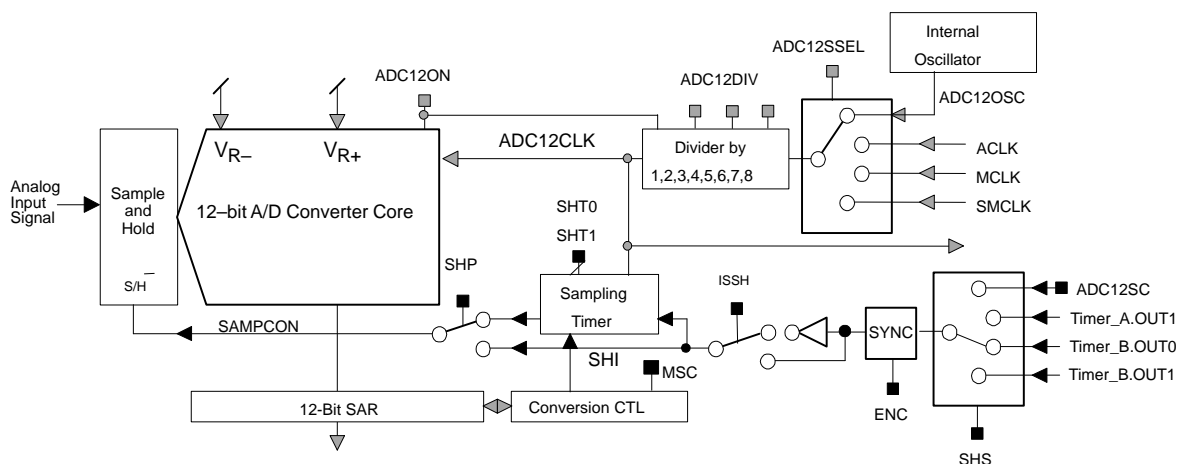 Internal
Oscillator
ADC12SSEL
ADC12ON
ADC12DIV
ADC12OSC
VR–
VR+
ADC12CLK
Divider by
1,2,3,4,5,6,7,8
ACLK
MCLK
SMCLK
Analog
Input
Signal
Sample
and
Hold
12–bit A/D Converter Core
S/H
SHT0
SHT1
SHP
Sampling
Timer
ISSH
SAMPCON
SHI
SYNC
ADC12SC
Timer_A.OUT1
Timer_B.OUT0
Timer_B.OUT1
MSC
12-Bit SAR
Conversion CTL
ENC
SHS